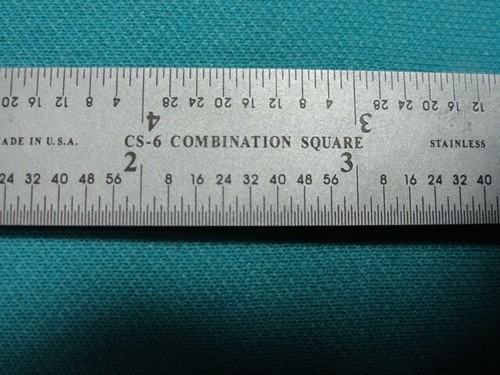 20 16 12 8 4 28 24 20 16 12 8 4 28 24 20 16 12
4 3
MADE IN U.S.A. CS-6 COMBINATION SQUARE STAINLESS
2 3
24 32 40 48 56 8 16 24 32 40 48 56 8 16 24 32 40